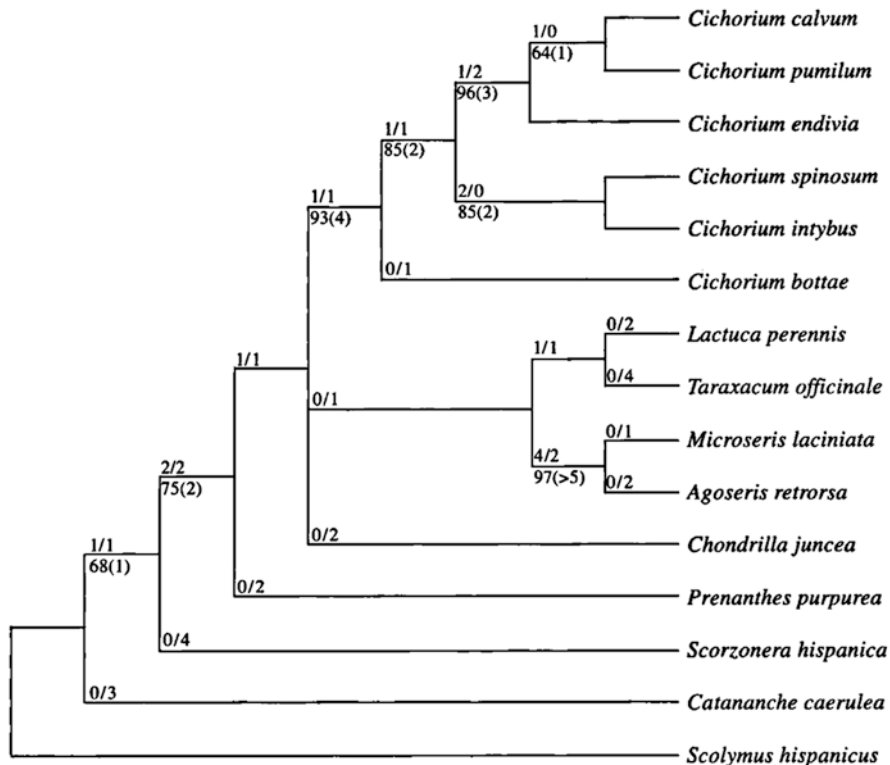 1/0 Cichorium calvum
64(1)
1/2 Cichorium pumilum
96(3)
Cichorium endivia
1/1
85(2)
2/0 Cichorium spinosum
85(2)
1/1 Cichorium intybus
93(4)
0/1 Cichorium bottae
0/2 Lactuca perennis
1/1
1/1
0/4 Taraxacum officinale
0/1
0/1 Microseris laciniata
4/2
97(>5)
2/2
75(2)
0/2 Agoseris retrorsa
0/2 Chondrilla juncea
1/1
68(1)
0/2 Prenanthes purpurea
0/4 Scorzonera hispanica
0/3 Catananche caerulea
Scolymus hispanicus